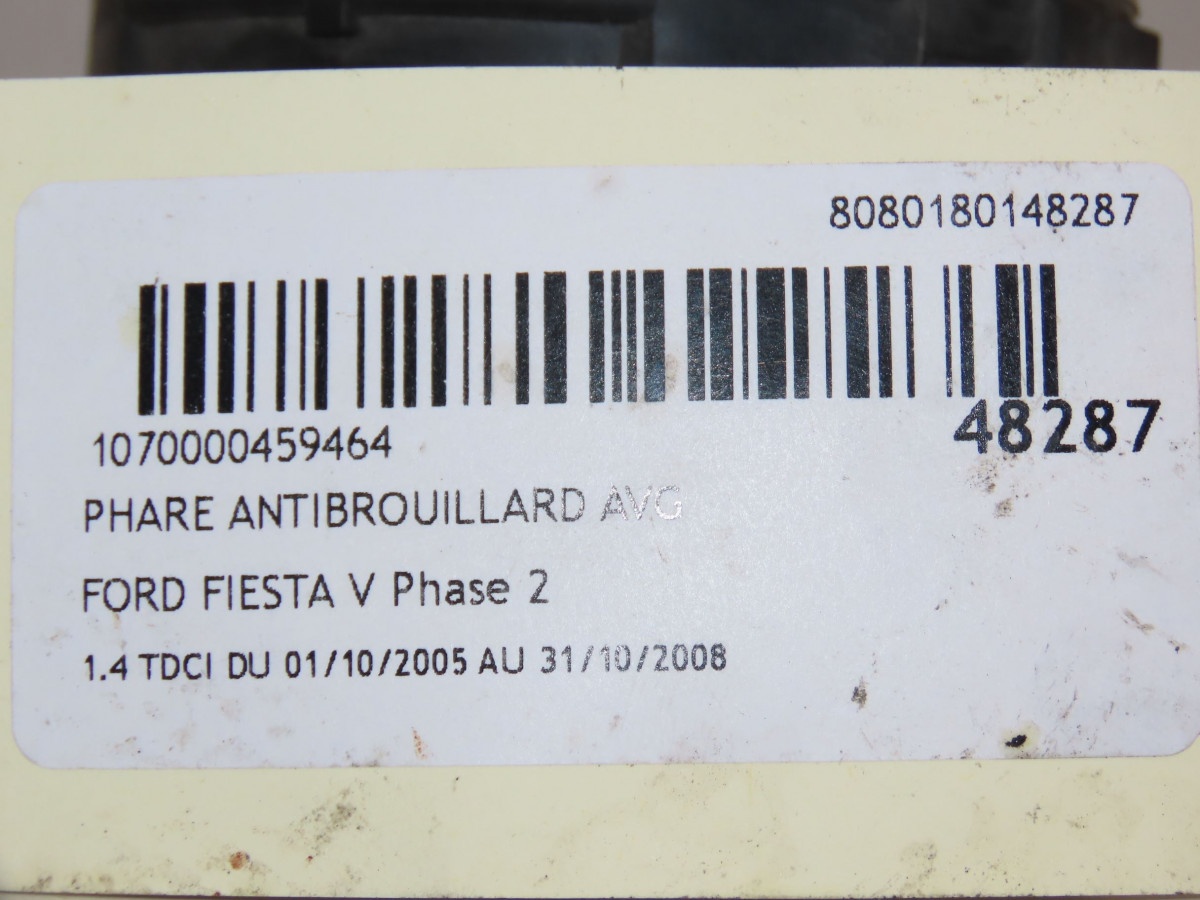 8080180148287
1070000459464
48287
PHARE ANTIBROUILLARD AVG
FORD FIESTA V Phase 2
1.4 TDCI DU 01/10/2005 AU 31/10/2008